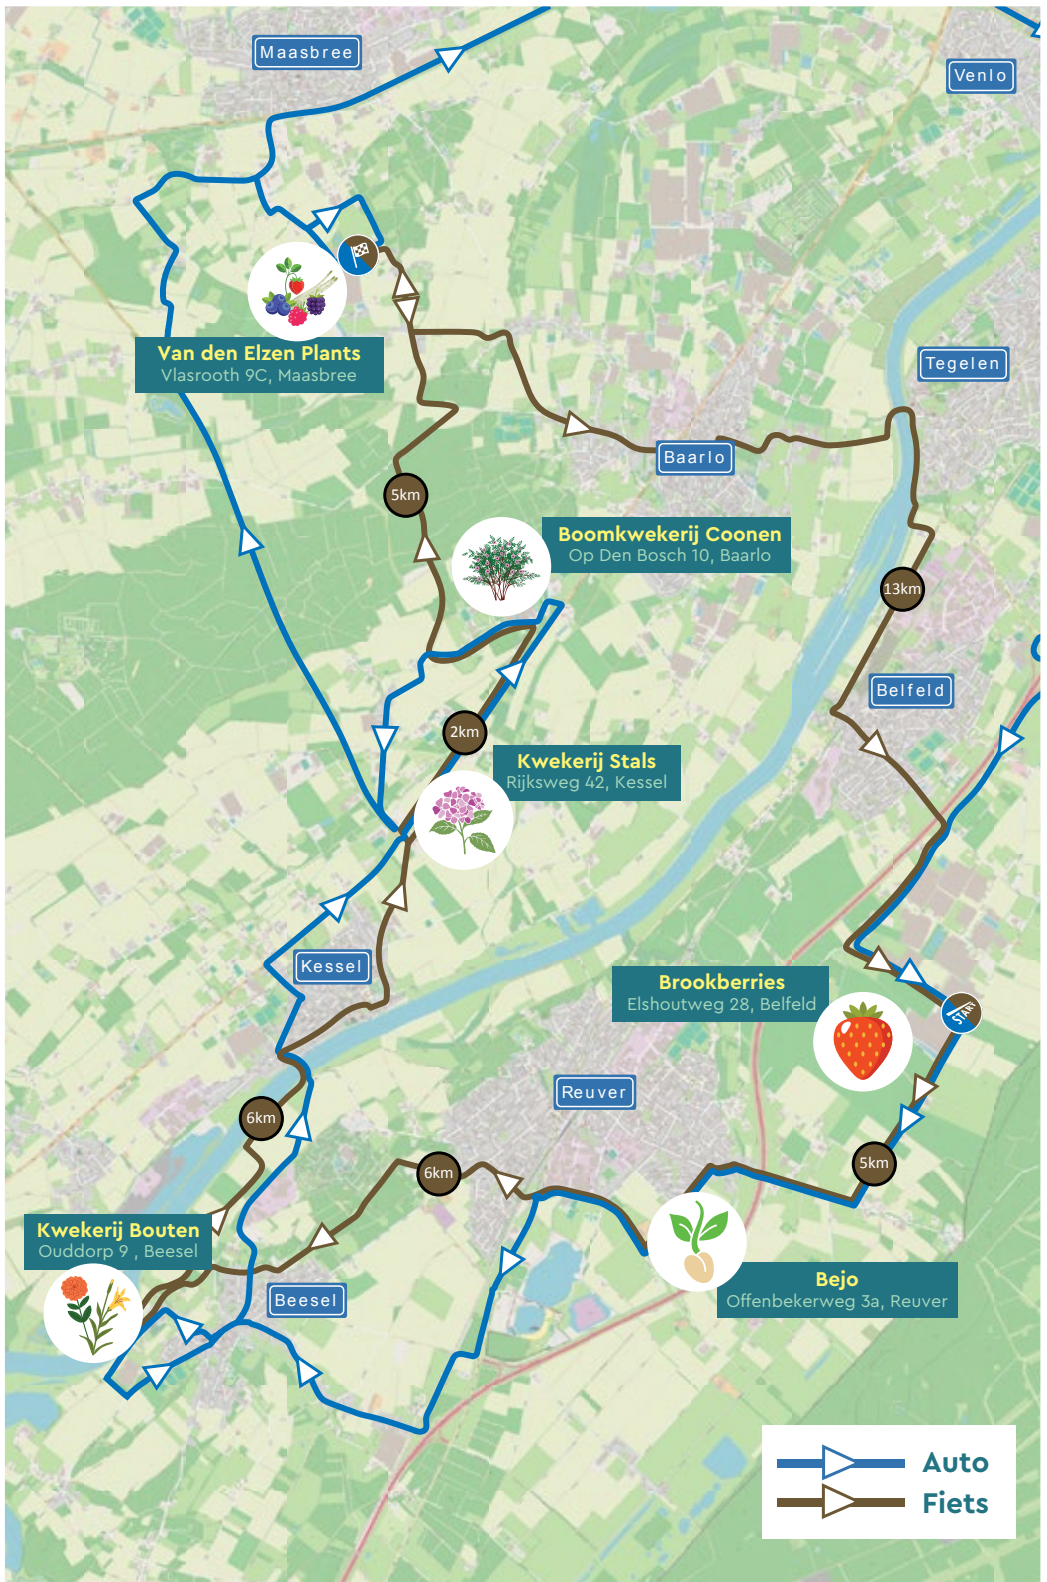 Maasbree
Venlo
Van den Elzen Plants
Vlasrooth 9C, Maasbree
Tegelen
Baarlo
5km
Boomkwekerij Coonen
Op Den Bosch 10, Baarlo
13km
Belfeld
2km
Kwekerij Stals
Rijksweg 42, Kessel
Kessel
Brookberries
Elshoutweg 28, Belfeld
START
Reuver
6km
5km
6km
Kwekerij Bouten
Ouddorp 9 , Beesel
Beesel
Bejo
Offenbekerweg 3a, Reuver
Auto
Fiets